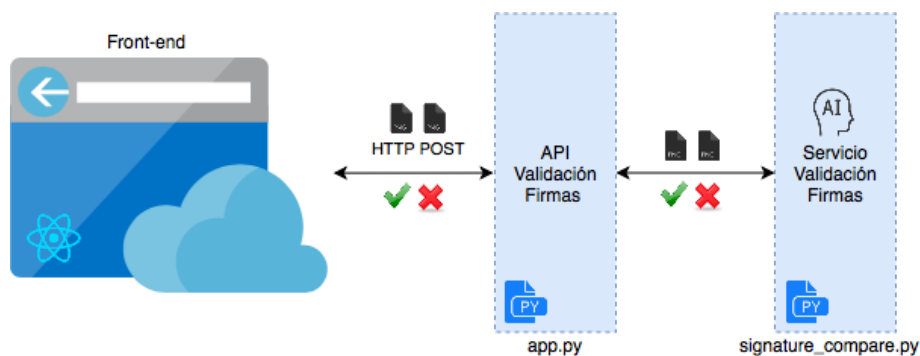 Front-end
HTTP POST
API
Validación
Firmas
PY
app.py
AI
Servicio
Validación
Firmas
PY
signature_compare.py